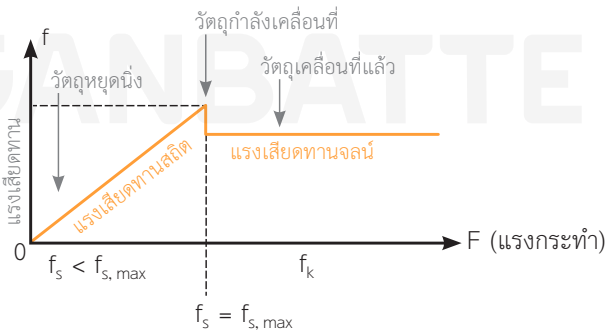 GANBATTE
วัตถุกำลังเคลื่อนที่
f
วัตถุหยุดนิ่ง
วัตถุเคลื่อนที่แล้ว
แรงเสียดทาน
แรงเสียดทานสถิต
แรงเสียดทานจลน์
0
F (แรงกระทำ)
fs < fs, max
fk
fs = fs, max